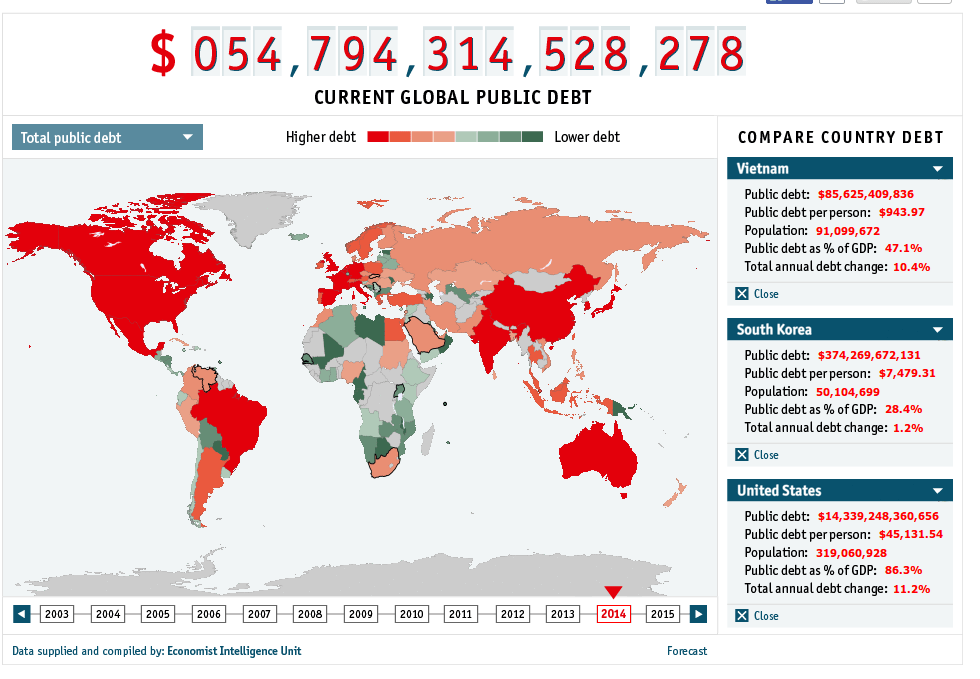 $ 054,794,314,528,278
CURRENT GLOBAL PUBLIC DEBT
Total public debt
Higher debt Lower debt
COMPARE COUNTRY DEBT
Vietnam
Public debt: $85,625,409,836
Public debt per person: $943.97
Population: 91,099,672
Public debt as % of GDP: 47.1%
Total annual debt change: 10.4%
Close
South Korea
Public debt: $374,269,672,131
Public debt per person: $7,479.31
Population: 50,104,699
Public debt as % of GDP: 28.4%
Total annual debt change: 1.2%
Close
United States
Public debt: $14,339,248,360,656
Public debt per person: $45,131.54
Population: 319,060,928
Public debt as % of GDP: 86.3%
Total annual debt change: 11.2%
Close
2003 2004 2005 2006 2007 2008 2009 2010 2011 2012 2013 2014 2015
Data supplied and compiled by: Economist Intelligence Unit
Forecast